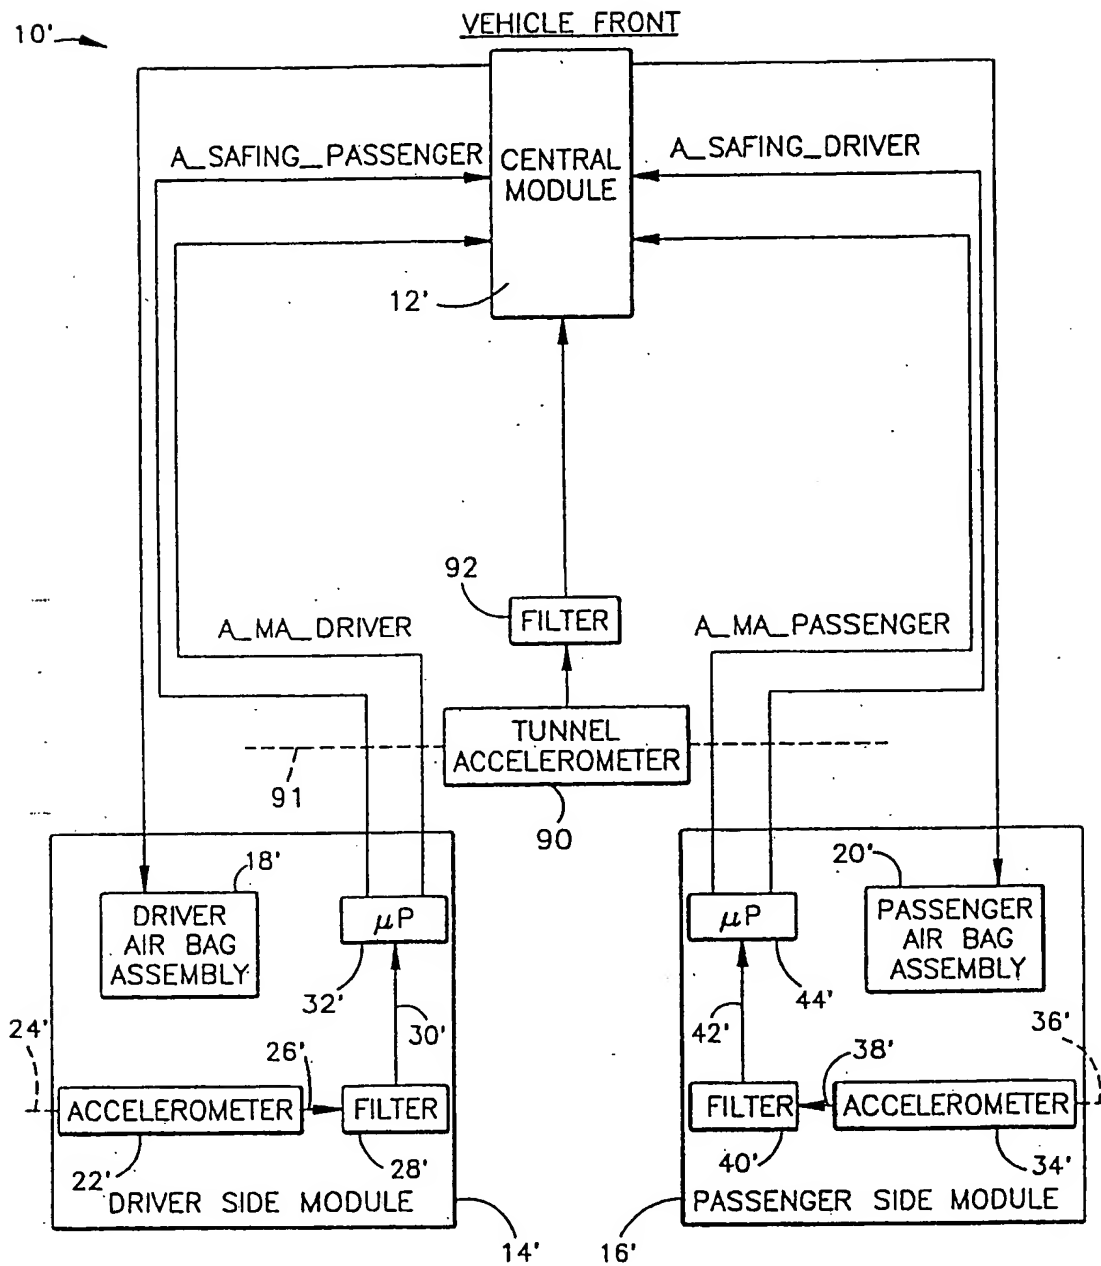 VEHICLE FRONT
10'
A_SAFING_PASSENGER
CENTRAL
MODULE
A_SAFING_DRIVER
12'
92
FILTER
A_MA_DRIVER
A_MA_PASSENGER
TUNNEL
ACCELEROMETER
91
90
18'
DRIVER
AIR BAG
ASSEMBLY
μP
32'
30'
24'
26'
ACCELEROMETER
FILTER
22'
28'
DRIVER SIDE MODULE
14'
20'
μP
PASSENGER
AIR BAG
ASSEMBLY
44'
42'
36'
38'
FILTER
ACCELEROMETER
40'
34'
PASSENGER SIDE MODULE
16'